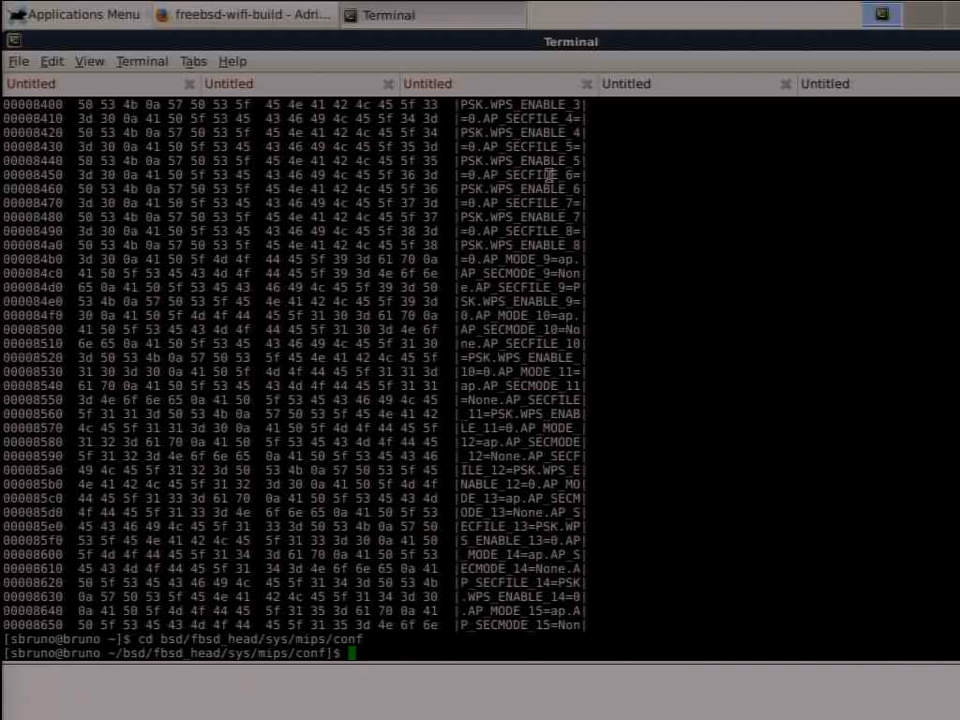 Applications Menu freebsd-wifi-build - Adri... Terminal
Terminal
File Edit View Terminal Tabs Help
Untitled Untitled Untitled Untitled Untitled
00008400  50 53 4b 0a 57 50 53 5f  45 4e 41 42 4c 45 5f 33  |PSK.WPS_ENABLE_3|
00008410  3d 30 0a 41 50 5f 53 45  43 46 49 4c 45 5f 34 3d  |=0.AP_SECFILE_4=|
00008420  50 53 4b 0a 57 50 53 5f  45 4e 41 42 4c 45 5f 34  |PSK.WPS_ENABLE_4|
00008430  3d 30 0a 41 50 5f 53 45  43 46 49 4c 45 5f 35 3d  |=0.AP_SECFILE_5=|
00008440  50 53 4b 0a 57 50 53 5f  45 4e 41 42 4c 45 5f 35  |PSK.WPS_ENABLE_5|
00008450  3d 30 0a 41 50 5f 53 45  43 46 49 4c 45 5f 36 3d  |=0.AP_SECFILE_6=|
00008460  50 53 4b 0a 57 50 53 5f  45 4e 41 42 4c 45 5f 36  |PSK.WPS_ENABLE_6|
00008470  3d 30 0a 41 50 5f 53 45  43 46 49 4c 45 5f 37 3d  |=0.AP_SECFILE_7=|
00008480  50 53 4b 0a 57 50 53 5f  45 4e 41 42 4c 45 5f 37  |PSK.WPS_ENABLE_7|
00008490  3d 30 0a 41 50 5f 53 45  43 46 49 4c 45 5f 38 3d  |=0.AP_SECFILE_8=|
000084a0  50 53 4b 0a 57 50 53 5f  45 4e 41 42 4c 45 5f 38  |PSK.WPS_ENABLE_8|
000084b0  3d 30 0a 41 50 5f 4d 4f  44 45 5f 39 3d 61 70 0a  |=0.AP_MODE_9=ap.|
000084c0  41 50 5f 53 45 43 4d 4f  44 45 5f 39 3d 4e 6f 6e  |AP_SECMODE_9=Non|
000084d0  65 0a 41 50 5f 53 45 43  46 49 4c 45 5f 39 3d 50  |e.AP_SECFILE_9=P|
000084e0  53 4b 0a 57 50 53 5f 45  4e 41 42 4c 45 5f 39 3d  |SK.WPS_ENABLE_9=|
000084f0  30 0a 41 50 5f 4d 4f 44  45 5f 31 30 3d 61 70 0a  |0.AP_MODE_10=ap.|
00008500  41 50 5f 53 45 43 4d 4f  44 45 5f 31 30 3d 4e 6f  |AP_SECMODE_10=No|
00008510  6e 65 0a 41 50 5f 53 45  43 46 49 4c 45 5f 31 30  |ne.AP_SECFILE_10|
00008520  3d 50 53 4b 0a 57 50 53  5f 45 4e 41 42 4c 45 5f  |=PSK.WPS_ENABLE_|
00008530  31 30 3d 30 0a 41 50 5f  4d 4f 44 45 5f 31 31 3d  |10=0.AP_MODE_11=|
00008540  61 70 0a 41 50 5f 53 45  43 4d 4f 44 45 5f 31 31  |ap.AP_SECMODE_11|
00008550  3d 4e 6f 6e 65 0a 41 50  5f 53 45 43 46 49 4c 45  |=None.AP_SECFILE|
00008560  5f 31 31 3d 50 53 4b 0a  57 50 53 5f 45 4e 41 42  |_11=PSK.WPS_ENAB|
00008570  4c 45 5f 31 31 3d 30 0a  41 50 5f 4d 4f 44 45 5f  |LE_11=0.AP_MODE_|
00008580  31 32 3d 61 70 0a 41 50  5f 53 45 43 4d 4f 44 45  |12=ap.AP_SECMODE|
00008590  5f 31 32 3d 4e 6f 6e 65  0a 41 50 5f 53 45 43 46  |_12=None.AP_SECF|
000085a0  49 4c 45 5f 31 32 3d 50  53 4b 0a 57 50 53 5f 45  |ILE_12=PSK.WPS_E|
000085b0  4e 41 42 4c 45 5f 31 32  3d 30 0a 41 50 5f 4d 4f  |NABLE_12=0.AP_MO|
000085c0  44 45 5f 31 33 3d 61 70  0a 41 50 5f 53 45 43 4d  |DE_13=ap.AP_SECM|
000085d0  4f 44 45 5f 31 33 3d 4e  6f 6e 65 0a 41 50 5f 53  |ODE_13=None.AP_S|
000085e0  45 43 46 49 4c 45 5f 31  33 3d 50 53 4b 0a 57 50  |ECFILE_13=PSK.WP|
000085f0  53 5f 45 4e 41 42 4c 45  5f 31 33 3d 30 0a 41 50  |S_ENABLE_13=0.AP|
00008600  5f 4d 4f 44 45 5f 31 34  3d 61 70 0a 41 50 5f 53  |_MODE_14=ap.AP_S|
00008610  45 43 4d 4f 44 45 5f 31  34 3d 4e 6f 6e 65 0a 41  |ECMODE_14=None.A|
00008620  50 5f 53 45 43 46 49 4c  45 5f 31 34 3d 50 53 4b  |P_SECFILE_14=PSK|
00008630  0a 57 50 53 5f 45 4e 41  42 4c 45 5f 31 34 3d 30  |.WPS_ENABLE_14=0|
00008640  0a 41 50 5f 4d 4f 44 45  5f 31 35 3d 61 70 0a 41  |.AP_MODE_15=ap.A|
00008650  50 5f 53 45 43 4d 4f 44  45 5f 31 35 3d 4e 6f 6e  |P_SECMODE_15=Non|
[sbruno@bruno ~]$ cd bsd/fbsd_head/sys/mips/conf
[sbruno@bruno ~/bsd/fbsd_head/sys/mips/conf]$